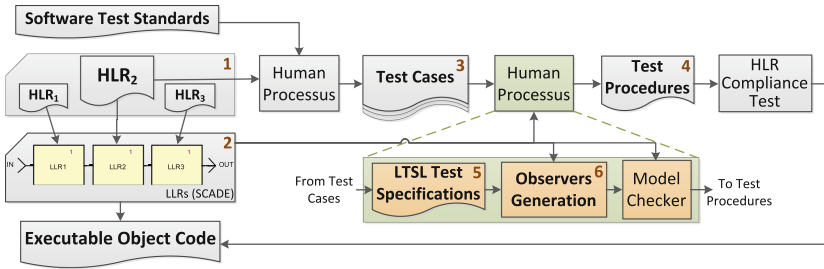 Software Test Standards
1
HLR1
HLR2
HLR3
Human
Processus
Test Cases
3
Human
Processus
Test
Procedures
4
HLR
Compliance
Test
2
IN
LLR1
1
LLR2
1
LLR3
1
OUT
LLRs (SCADE)
From Test
Cases
LTSL Test
Specifications
5
Observers
Generation
6
Model
Checker
To Test
Procedures
Executable Object Code